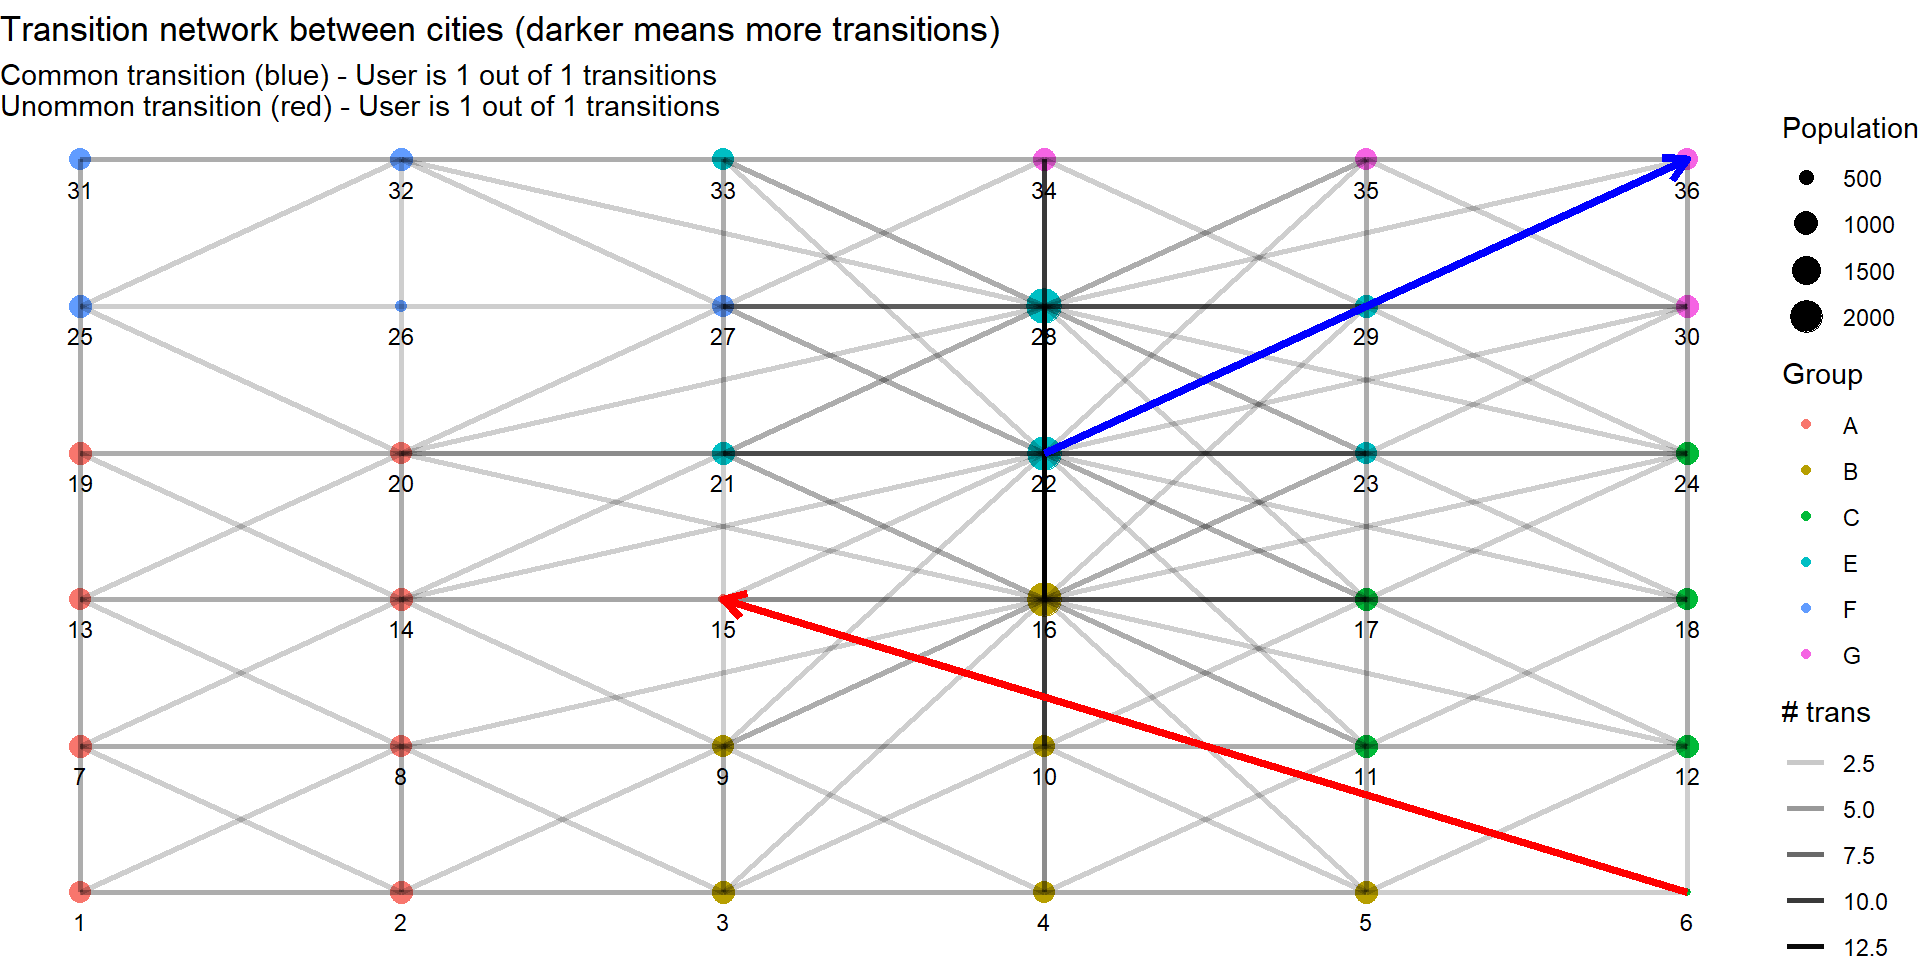 Transition network between cities (darker means more transitions)
Common transition (blue) - User is 1 out of 1 transitions
Unommon transition (red) - User is 1 out of 1 transitions
31 32 33 34 35 36
25 26 27 28 29 30
19 20 21 22 23 24
13 14 15 16 17 18
7 8 9 10 11 12
1 2 3 4 5 6
Population
500
1000
1500
2000
Group
A
B
C
E
F
G
# trans
2.5
5.0
7.5
10.0
12.5